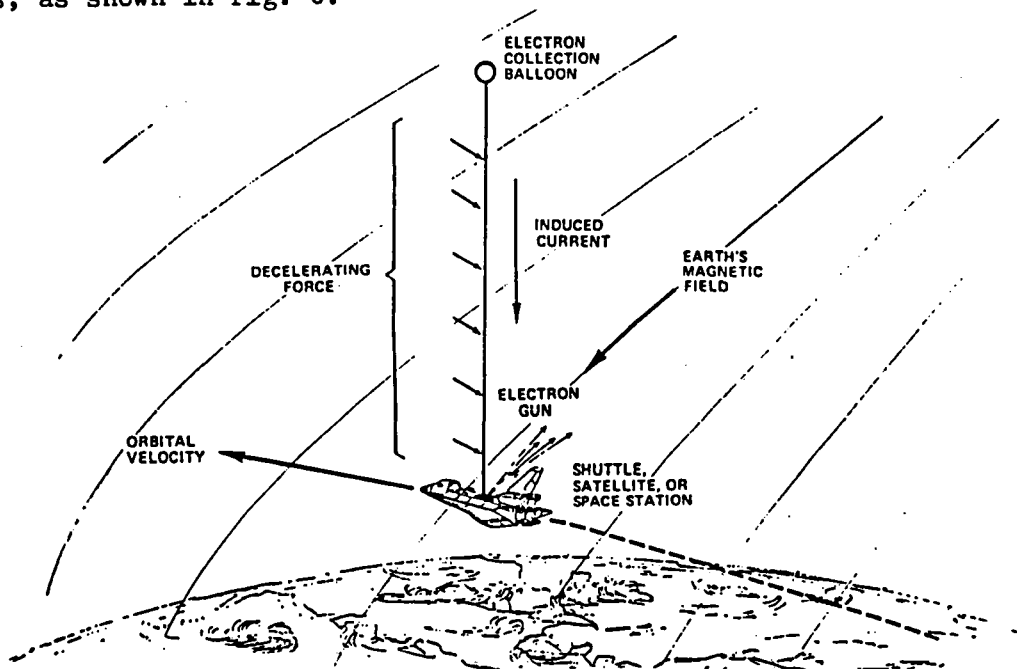 as shown in Fig.
ELECTRON
COLLECTION
BALLOON
INDUCED
CURRENT
DECELERATING
FORCE
EARTH'S
MAGNETIC
FIELD
ELECTRON
GUN
ORBITAL
VELOCITY
SHUTTLE,
SATELLITE, OR
SPACE STATION